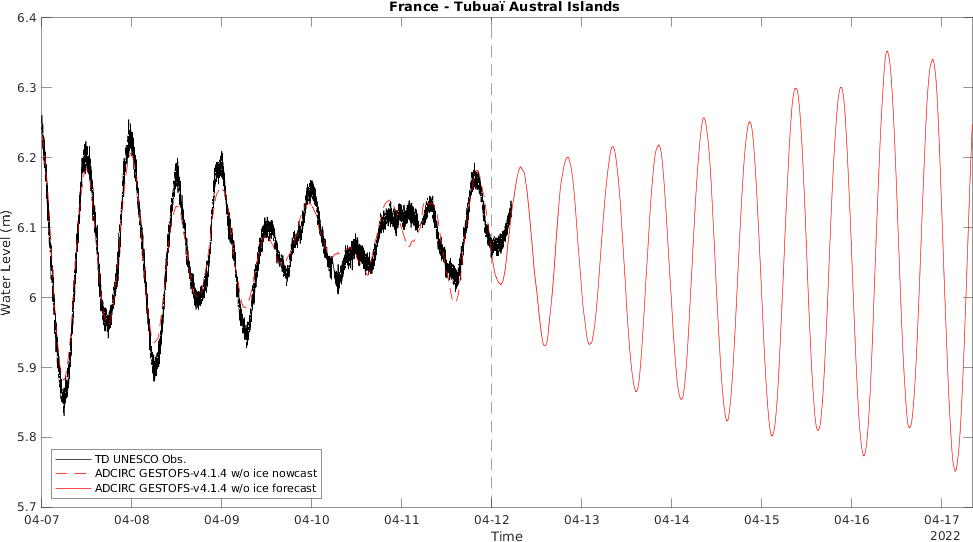 France - Tubuaï Austral Islands
6.4
6.3
6.2
6.1
6
5.9
5.8
5.7
Water Level (m)
TD UNESCO Obs.
ADCIRC GESTOFS-v4.1.4 w/o ice nowcast
ADCIRC GESTOFS-v4.1.4 w/o ice forecast
04-07 04-08 04-09 04-10 04-11 04-12 04-13 04-14 04-15 04-16 04-17
Time 2022